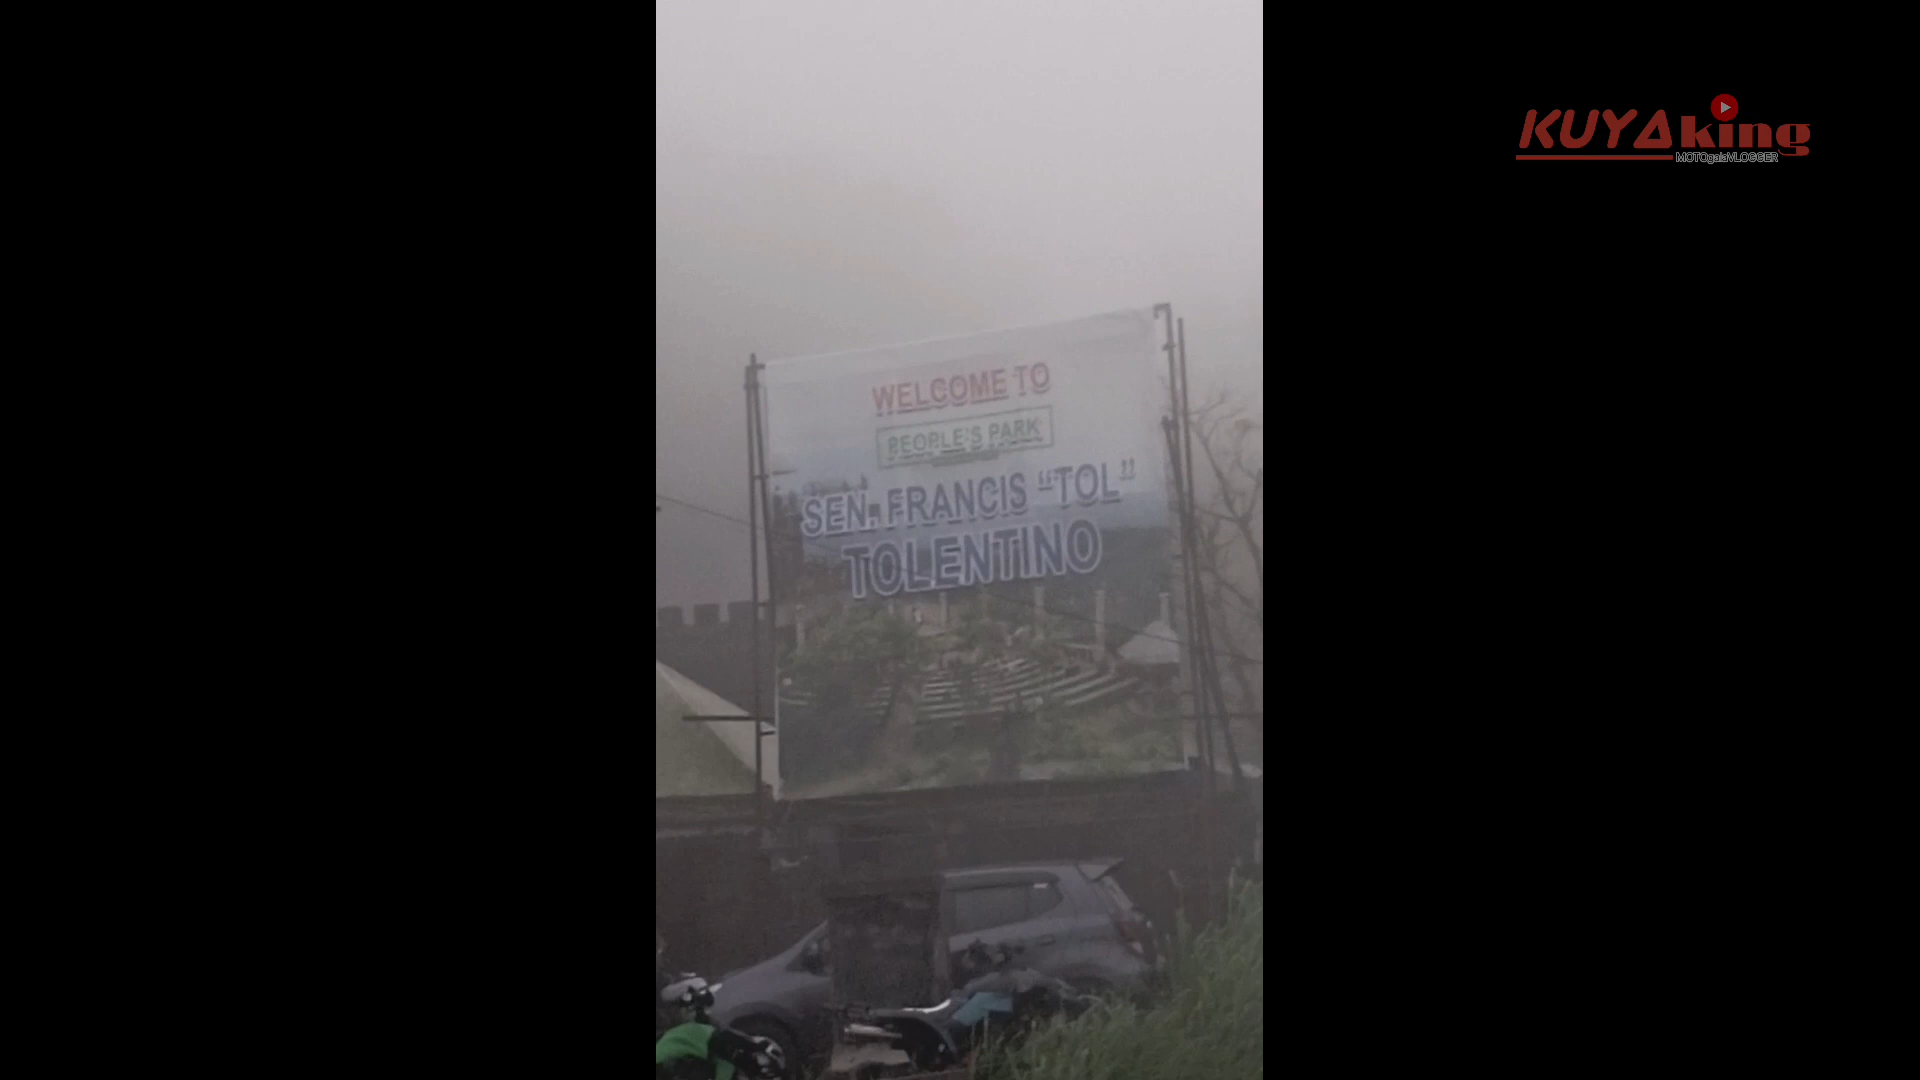 WELCOME TO
PEOPLE'S PARK
SEN. FRANCIS "TOL"
TOLENTINO
KUYAking
MOTOgalaVLOGGER